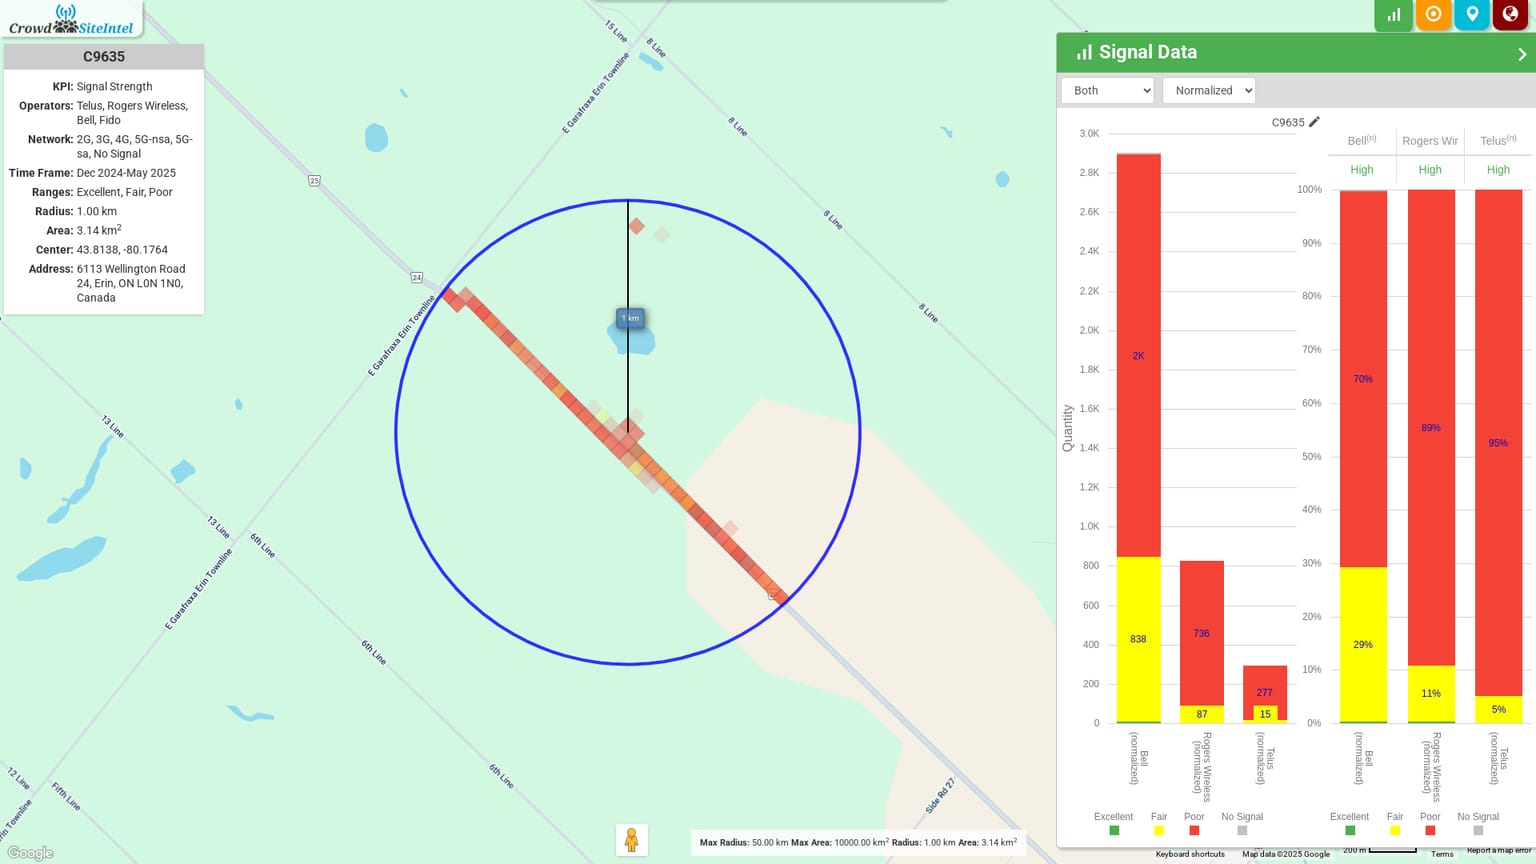 Crowd SiteIntel
C9635
KPI: Signal Strength
Operators: Telus, Rogers Wireless,
Bell, Fido
Network: 2G, 3G, 4G, 5G-nsa, 5G-
sa, No Signal
Time Frame: Dec 2024-May 2025
Ranges: Excellent, Fair, Poor
Radius: 1.00 km
Area: 3.14 km²
Center: 43.8138, -80.1764
Address: 6113 Wellington Road
24, Erin, ON L0N 1N0,
Canada
15 Line
8 Line
E Garafraxa Erin Townline
8 Line
25
8 Line
24
8 Line
1 km
E Garafraxa Erin Townline
13 Line
13 Line
6th Line
E Garafraxa Erin Townline
6th Line
6th Line
12 Line
Fifth Line
Erin Townline
Side Rd 27
Google
Max Radius: 50.00 km Max Area: 10000.00 km² Radius: 1.00 km Area: 3.14 km²
Keyboard shortcuts
Map data ©2025 Google
200 m
Terms
Report a map error
Signal Data
Both
Normalized
C9635
Bell(n)
Rogers Wir
Telus(n)
High
High
High
Quantity
3.0K
2.8K
2.6K
2.4K
2.2K
2.0K
1.8K
1.6K
1.4K
1.2K
1.0K
800
600
400
200
0
2K
838
736
87
277
15
Bell
(normalized)
Rogers Wireless
(normalized)
Telus
(normalized)
Excellent
Fair
Poor
No Signal
100%
90%
80%
70%
60%
50%
40%
30%
20%
10%
0%
70%
29%
89%
11%
95%
5%
Bell
(normalized)
Rogers Wireless
(normalized)
Telus
(normalized)
Excellent
Fair
Poor
No Signal